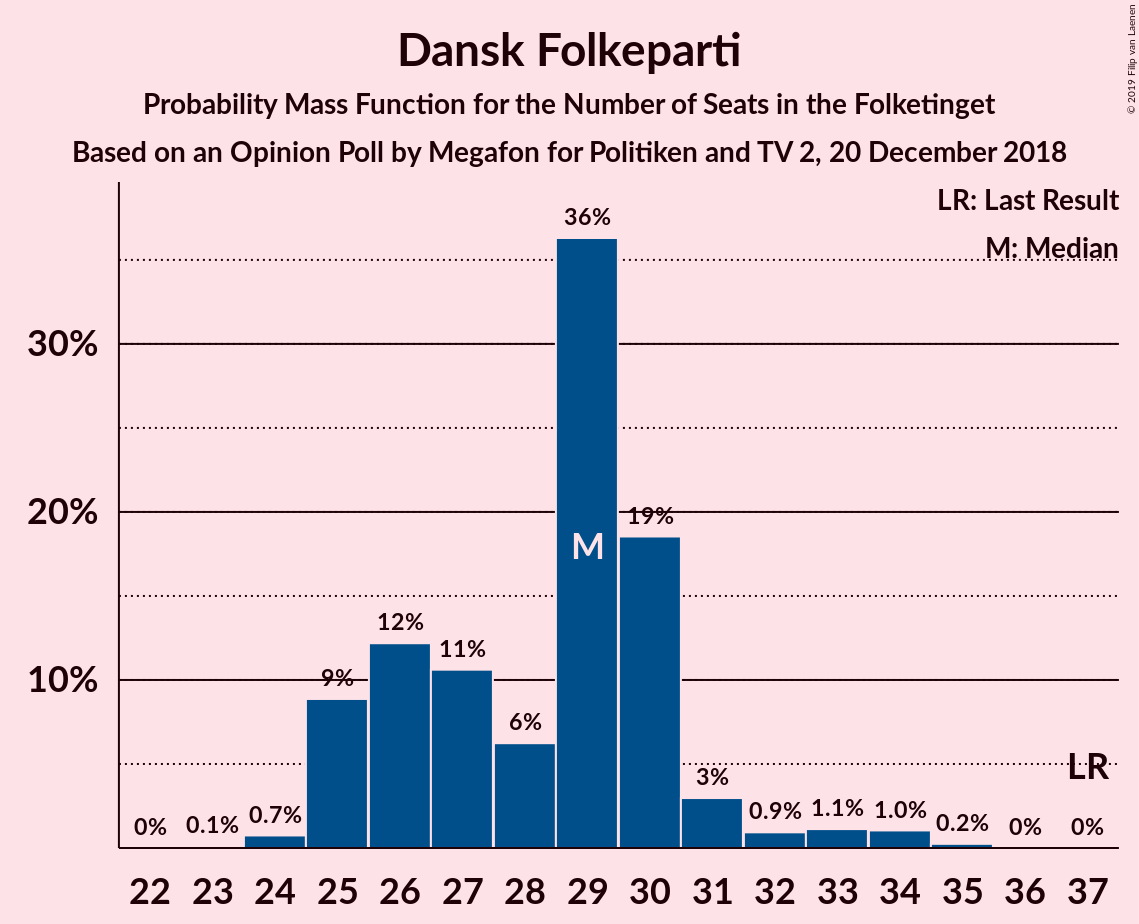 Dansk Folkeparti
Probability Mass Function for the Number of Seats in the Folketinget
Based on an Opinion Poll by Megafon for Politiken and TV 2, 20 December 2018
© 2019 Filip van Laenen
LR: Last Result
M: Median
30%
20%
10%
0%
0.1%
0.7%
9%
12%
11%
6%
36%
19%
3%
0.9%
1.1%
1.0%
0.2%
0%
0%
M
LR
22 23 24 25 26 27 28 29 30 31 32 33 34 35 36 37